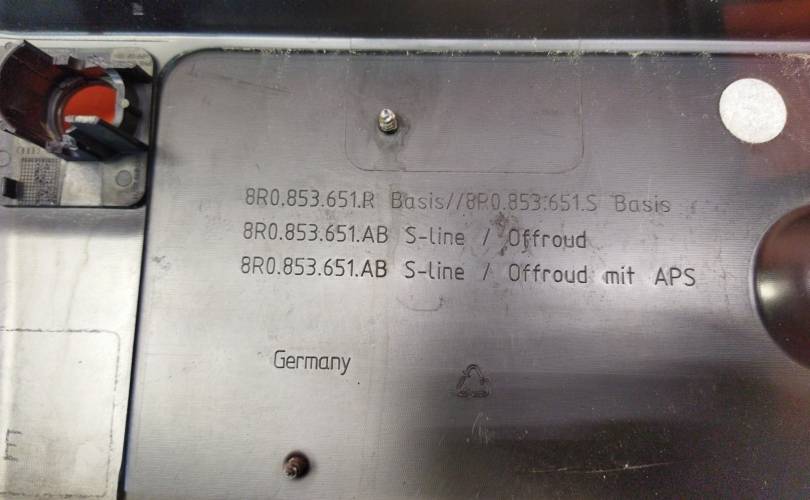 8R0.853.651.R Basis//8R0.853.651.S Basis
8R0.853.651.AB S-line / Offroud
8R0.853.651.AB S-line / Offroud mit APS
Germany
E